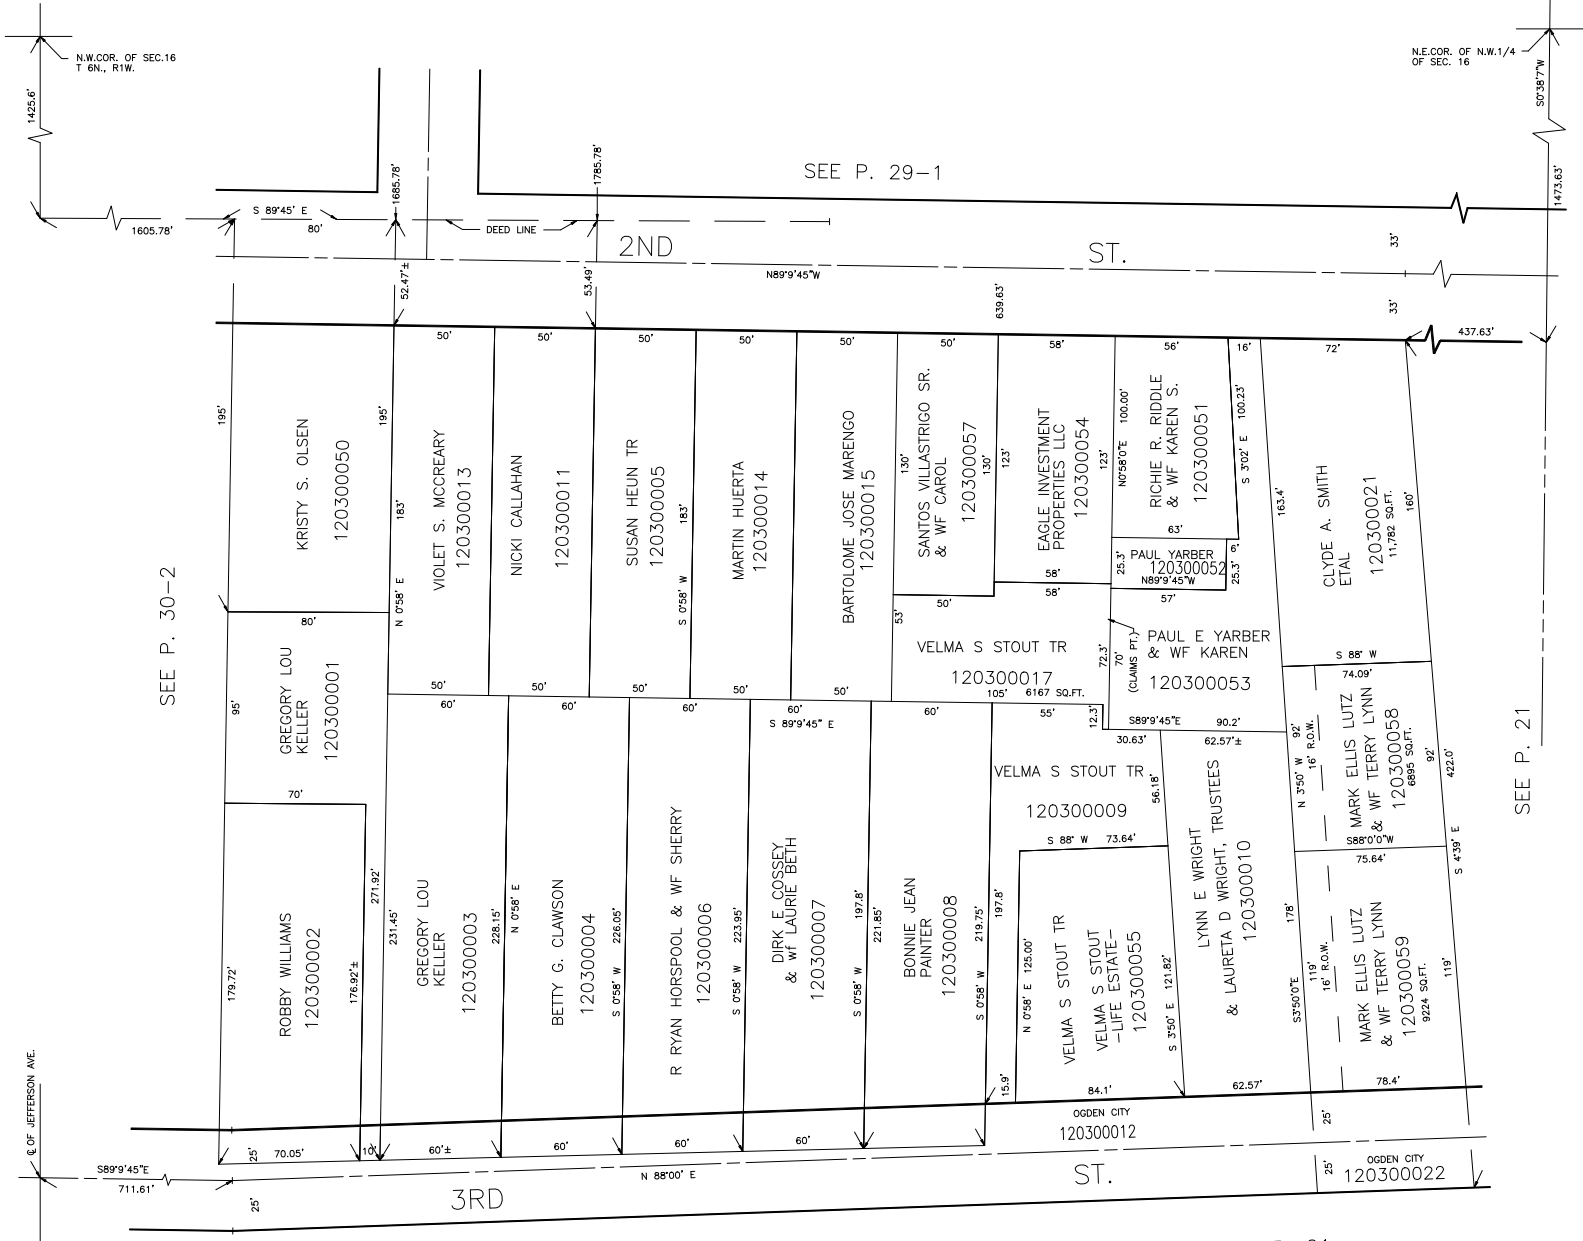 N.W.COR. OF SEC.16
T 6N., R1W.
N.E.COR. OF N.W.1/4
OF SEC. 16
1425.6'
S0°38'7"W
1473.63'
1685.78'
1785.78'
SEE P. 29-1
S 89°45' E
80'
1605.78'
DEED LINE
2ND
ST.
33'
33'
N89°9'45"W
52.47'±
53.49'
639.63'
437.63'
50'
50'
50'
50'
50'
50'
58'
56'
16'
72'
195'
KRISTY S. OLSEN
120300050
195'
183'
N 0°58' E
VIOLET S. MCCREARY
120300013
NICKI CALLAHAN
120300011
SUSAN HEUN TR
120300005
183'
S 0°58' W
MARTIN HUERTA
120300014
BARTOLOME JOSE MARENGO
120300015
130'
SANTOS VILLASTRIGO SR.
& WF CAROL
120300057
130'
123'
EAGLE INVESTMENT
PROPERTIES LLC
120300054
123'
N0°58'0"E 100.00'
RICHIE R. RIDDLE
& WF KAREN S.
120300051
S 3°02' E 100.23'
63'
6'
25.3'
PAUL YARBER
120300052
N89°9'45"W
25.3'
57'
163.4'
CLYDE A. SMITH
ETAL
120300021
11,782 SQ.FT.
160'
SEE P. 30-2
80'
50'
58'
58'
53'
VELMA S STOUT TR
120300017
105' 6167 SQ.FT.
72.3'
70'
(CLAIMS PT.)
PAUL E YARBER
& WF KAREN
120300053
S 88° W
74.09'
95'
GREGORY LOU
KELLER
120300001
70'
50'
50'
50'
50'
50'
60'
60'
60'
60'
60'
S 89°9'45" E
55'
12.3'
S89°9'45"E
90.2'
30.63'
62.57'±
VELMA S STOUT TR
120300009
56.18'
S 88° W 73.64'
92'
N 3°50' W
16' R.O.W.
MARK ELLIS LUTZ
& WF TERRY LYNN
120300058
6895 SQ.FT.
92'
422.0'
S88°0'0"W
75.64'
S 4°39' E
SEE P. 21
179.72'
ROBBY WILLIAMS
120300002
176.92'±
271.92'
231.45'
GREGORY LOU
KELLER
120300003
228.15'
N 0°58' E
BETTY G. CLAWSON
120300004
S 0°58' W 226.05'
R RYAN HORSPOOL & WF SHERRY
120300006
S 0°58' W 223.95'
DIRK E COSSEY
& wf LAURIE BETH
120300007
197.8'
S 0°58' W 221.85'
BONNIE JEAN
PAINTER
120300008
S 0°58' W 219.75'
197.8'
15.9'
N 0°58' E 125.00'
VELMA S STOUT TR
VELMA S STOUT
-LIFE ESTATE-
120300055
S 3°50' E 121.82'
LYNN E WRIGHT
& LAURETA D WRIGHT, TRUSTEES
120300010
178'
S3°50'0"E
119'
16' R.O.W.
MARK ELLIS LUTZ
& WF TERRY LYNN
120300059
9224 SQ.FT.
119'
84.1'
62.57'
78.4'
OGDEN CITY
120300012
25'
25'
70.05'
10'
60'±
60'
60'
60'
℄ OF JEFFERSON AVE.
S89°9'45"E
711.61'
25'
N 88°00' E
3RD
ST.
25'
OGDEN CITY
120300022